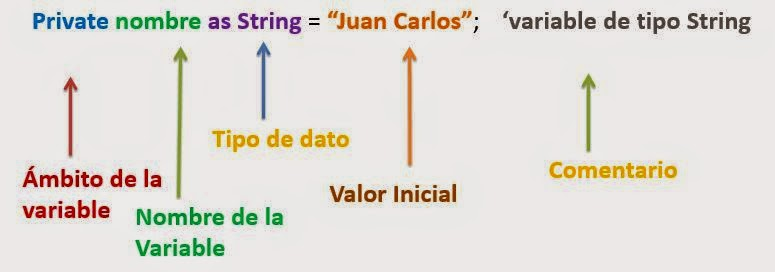 Private nombre as String = “Juan Carlos”; ‘variable de tipo String
Tipo de dato
Ámbito de la
variable
Nombre de la
Variable
Valor Inicial
Comentario